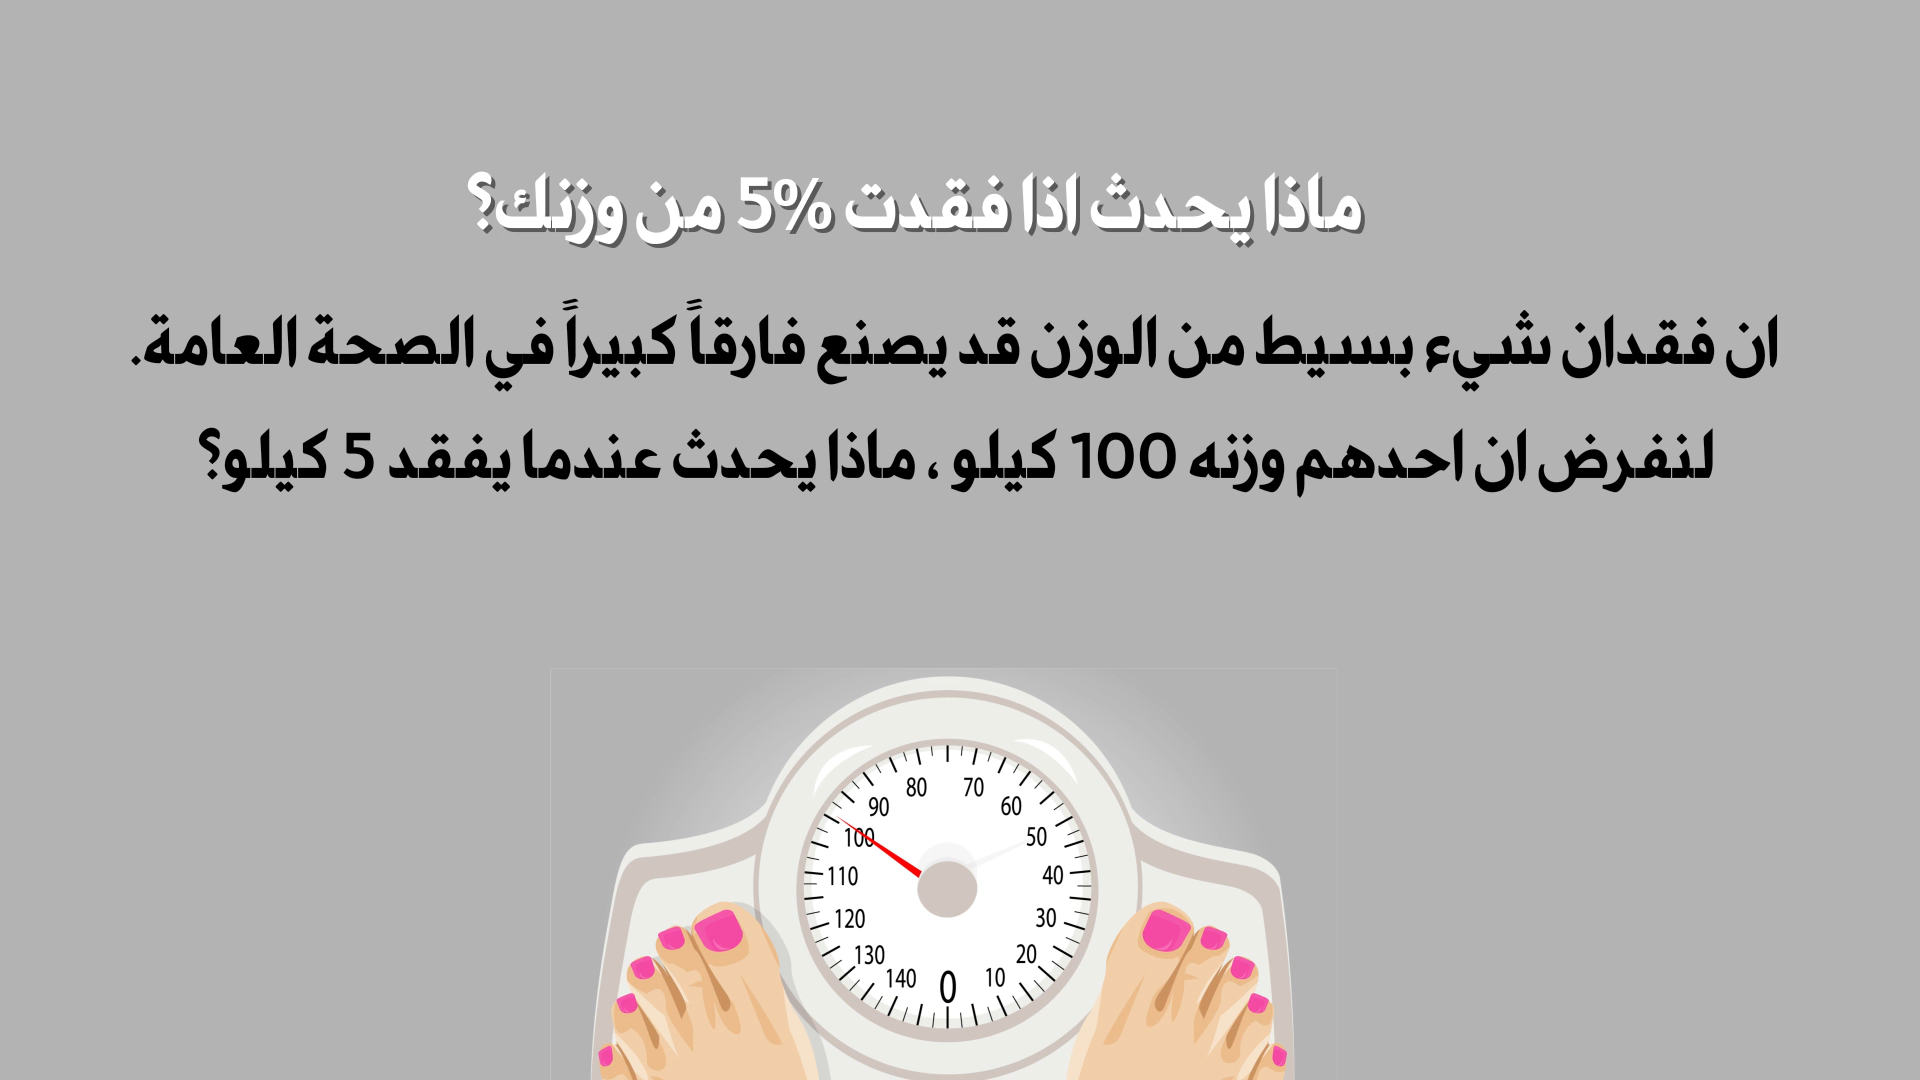 ماذا يحدث اذا فقدت 5% من وزنك؟
ان فقدان شيء بسيط من الوزن قد يصنع فارقاً كبيراً في الصحة العامة.
لنفرض ان احدهم وزنه 100 كيلو ، ماذا يحدث عندما يفقد 5 كيلو؟
80 70
90 60
100 50
110 40
120 30
130 20
140 0 10